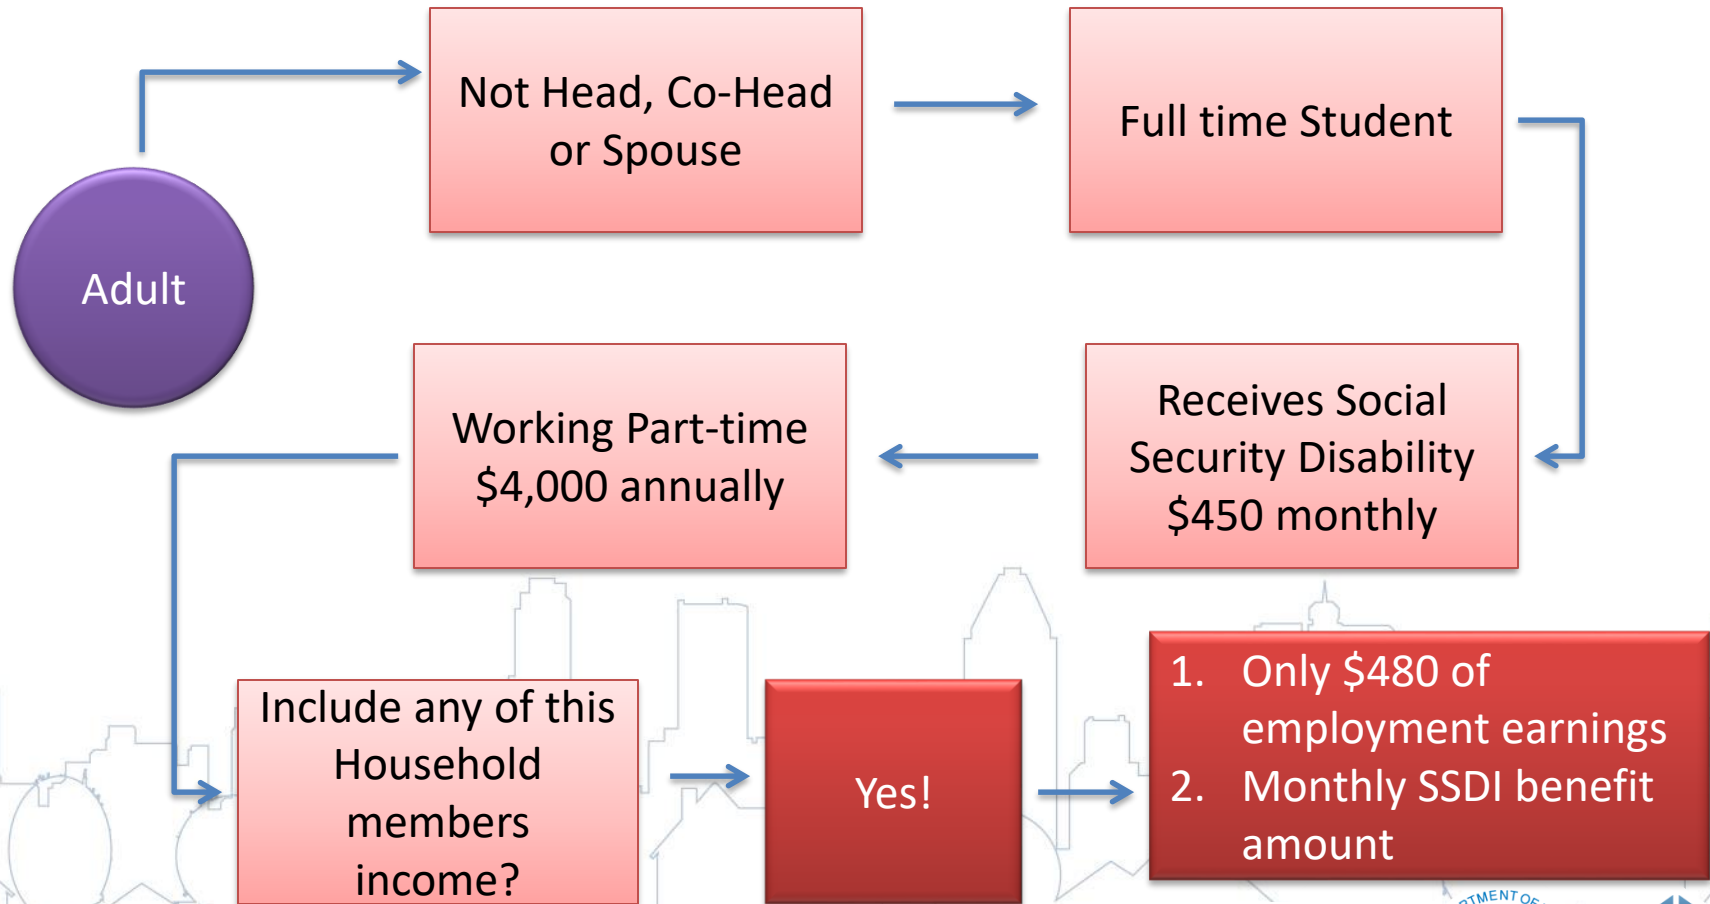 Not Head, Co-Head
or Spouse
Full time Student
Adult
Receives Social
Security Disability
$450 monthly
Working Part-time
$4,000 annually
Include any of this
Household
members
income?
Yes!
1. Only $480 of
employment earnings
2. Monthly SSDI benefit
amount